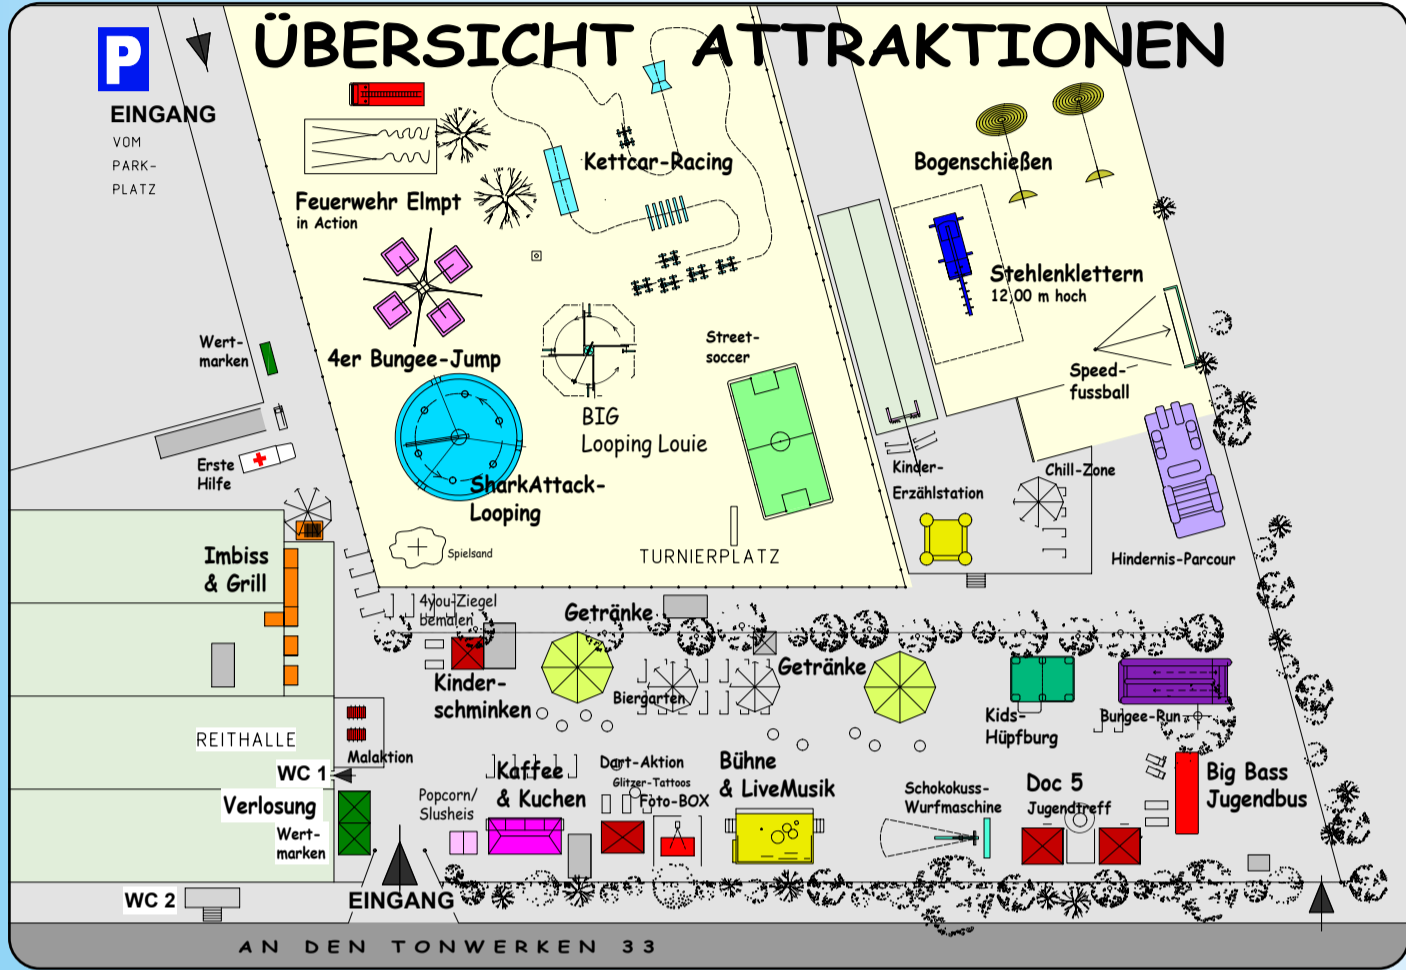 ÜBERSICHT ATTRAKTIONEN
P
EINGANG
VOM
PARK-
PLATZ
Kettcar-Racing
Bogenschießen
Feuerwehr Elmpt
in Action
Stehlenklettern
12,00 m hoch
Wert-
marken
4er Bungee-Jump
Street-
soccer
Speed-
fussball
BIG
Looping Louie
Erste
Hilfe
SharkAttack-
Looping
Kinder-
Erzählstation
Chill-Zone
Spielsand
TURNIERPLATZ
Hindernis-Parcour
Imbiss
& Grill
4you-Ziegel
bemalen
Getränke
Getränke
Kinder-
schminken
Biergarten
Kids-
Hüpfburg
Bungee-Run
REITHALLE
Malaktion
WC 1
Verlosung
Wert-
marken
Popcorn/
Slusheis
Kaffee
& Kuchen
Dart-Aktion
Glitzer-Tattoos
Foto-BOX
Bühne
& LiveMusik
Schokokuss-
Wurfmaschine
Doc 5
Jugendtreff
Big Bass
Jugendbus
WC 2
EINGANG
AN DEN TONWERKEN 33